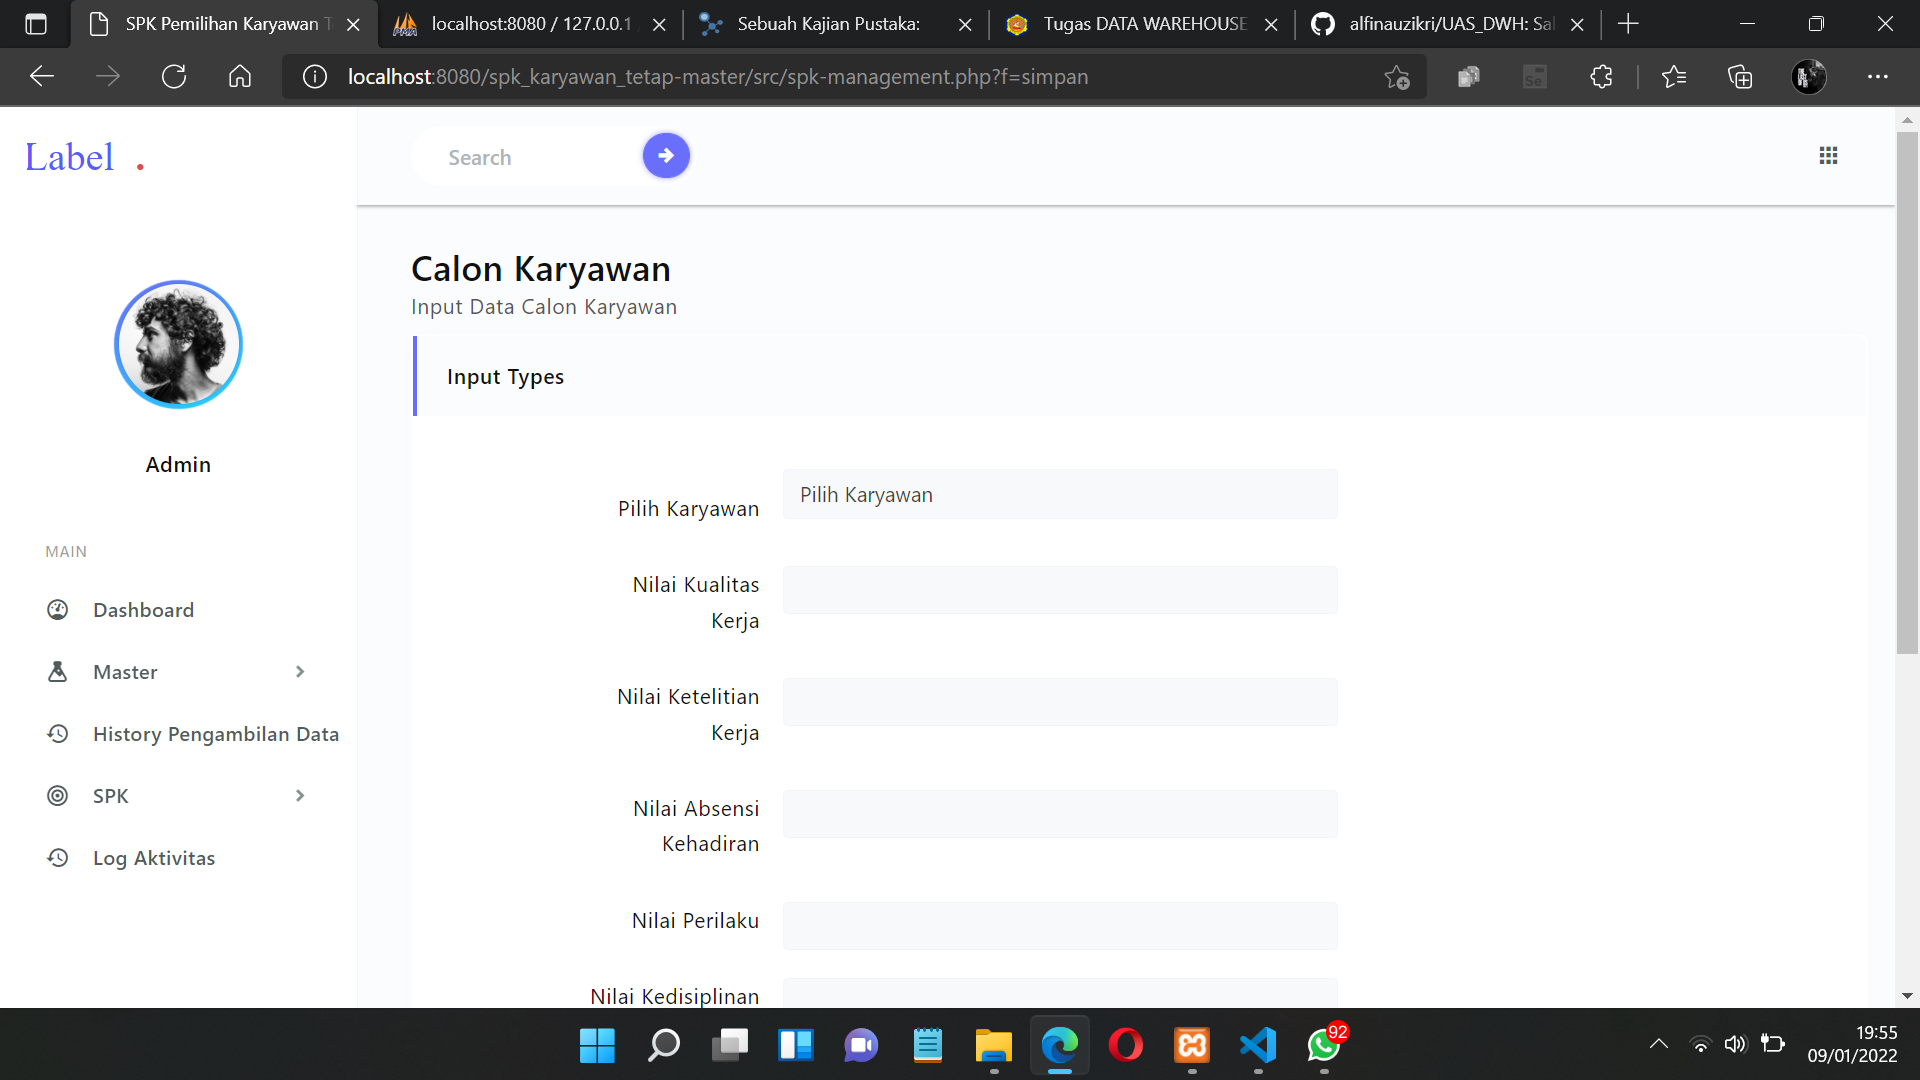 SPK Pemilihan Karyawan T
localhost:8080 / 127.0.0.1
Sebuah Kajian Pustaka:
Tugas DATA WAREHOUSE
alfinauzikri/UAS_DWH: Sal
localhost:8080/spk_karyawan_tetap-master/src/spk-management.php?f=simpan
Label .
Search
Admin
MAIN
Dashboard
Master
History Pengambilan Data
SPK
Log Aktivitas
Calon Karyawan
Input Data Calon Karyawan
Input Types
Pilih Karyawan
Pilih Karyawan
Nilai Kualitas
Kerja
Nilai Ketelitian
Kerja
Nilai Absensi
Kehadiran
Nilai Perilaku
Nilai Kedisiplinan
92
19:55
09/01/2022